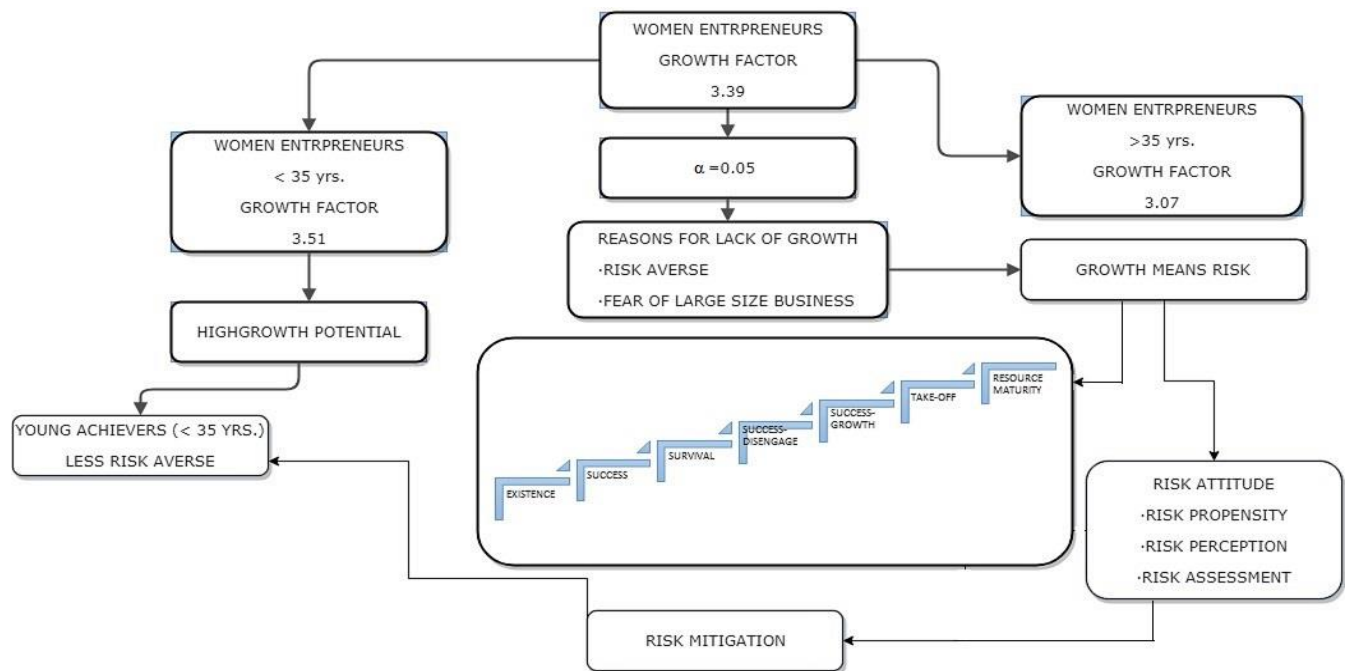 WOMEN ENTRPRENEURS
GROWTH FACTOR
3.39
WOMEN ENTRPRENEURS
< 35 yrs.
GROWTH FACTOR
3.51
α =0.05
WOMEN ENTRPRENEURS
>35 yrs.
GROWTH FACTOR
3.07
REASONS FOR LACK OF GROWTH
·RISK AVERSE
·FEAR OF LARGE SIZE BUSINESS
GROWTH MEANS RISK
HIGHGROWTH POTENTIAL
YOUNG ACHIEVERS (< 35 YRS.)
LESS RISK AVERSE
EXISTENCE
SUCCESS
SURVIVAL
SUCCESS-
DISENGAGE
SUCCESS-
GROWTH
TAKE-OFF
RESOURCE
MATURITY
RISK ATTITUDE
·RISK PROPENSITY
·RISK PERCEPTION
·RISK ASSESSMENT
RISK MITIGATION